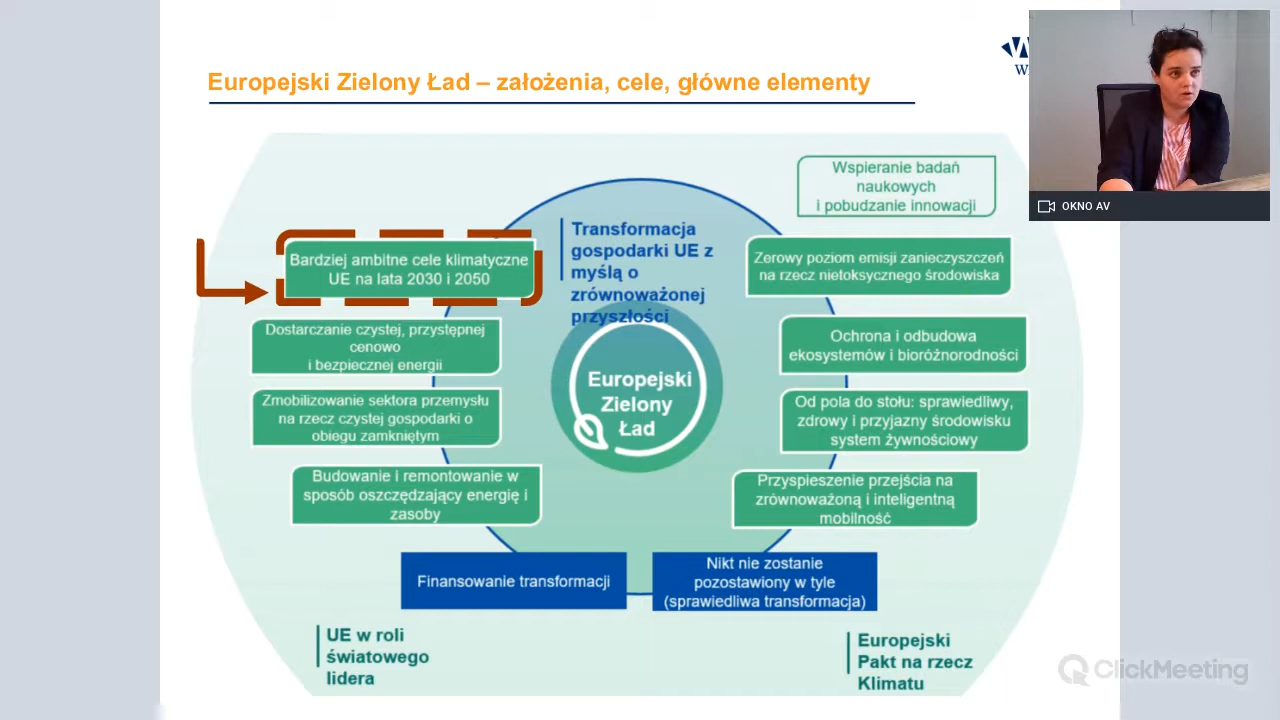 Europejski Zielony Ład – założenia, cele, główne elementy
W
OKNO AV
Wspieranie badań
naukowych
i pobudzanie innowacji
Transformacja
gospodarki UE z
myślą o
zrównoważonej
przyszłości
Bardziej ambitne cele klimatyczne
UE na lata 2030 i 2050
Zerowy poziom emisji zanieczyszczeń
na rzecz nietoksycznego środowiska
Dostarczanie czystej, przystępnej
cenowo
i bezpiecznej energii
Ochrona i odbudowa
ekosystemów i bioróżnorodności
Europejski
Zielony
Ład
Zmobilizowanie sektora przemysłu
na rzecz czystej gospodarki o
obiegu zamkniętym
Od pola do stołu: sprawiedliwy,
zdrowy i przyjazny środowisku
system żywnościowy
Budowanie i remontowanie w
sposób oszczędzający energię i
zasoby
Przyspieszenie przejścia na
zrównoważoną i inteligentną
mobilność
Finansowanie transformacji
Nikt nie zostanie
pozostawiony w tyle
(sprawiedliwa transformacja)
UE w roli
światowego
lidera
Europejski
Pakt na rzecz
Klimatu
ClickMeeting